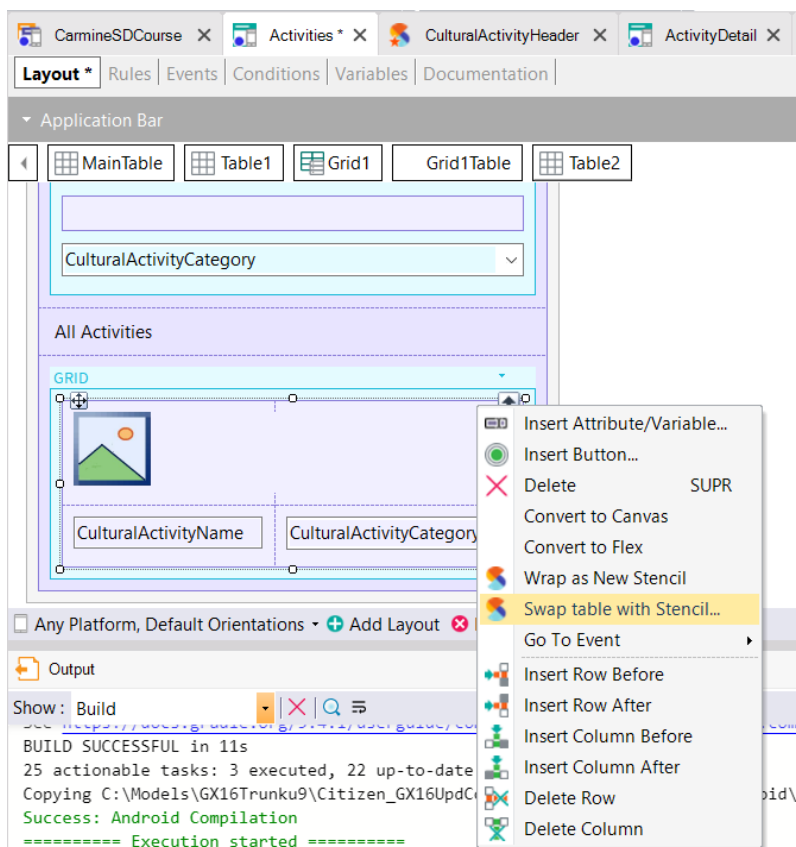 CarmineSDCourse Activities * CulturalActivityHeader ActivityDetail
Layout * Rules Events Conditions Variables Documentation
Application Bar
MainTable Table1 Grid1 Grid1Table Table2
CulturalActivityCategory
All Activities
GRID
CulturalActivityName CulturalActivityCategory
Insert Attribute/Variable...
Insert Button...
Delete SUPR
Convert to Canvas
Convert to Flex
Wrap as New Stencil
Swap table with Stencil...
Go To Event
Insert Row Before
Insert Row After
Insert Column Before
Insert Column After
Delete Row
Delete Column
Any Platform, Default Orientations Add Layout
Output
Show : Build
BUILD SUCCESSFUL in 11s
25 actionable tasks: 3 executed, 22 up-to-date
Copying C:\Models\GX16Trunku9\Citizen_GX16UpdC
Success: Android Compilation
========== Execution started ==========